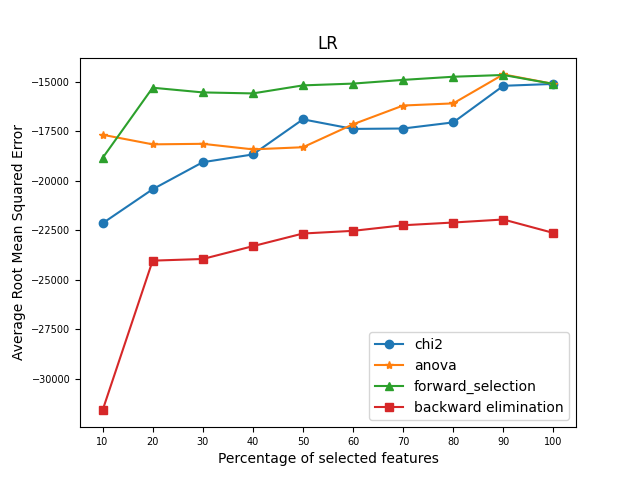 LR
Average Root Mean Squared Error
-15000
-17500
-20000
-22500
-25000
-27500
-30000
chi2
anova
forward_selection
backward elimination
10 20 30 40 50 60 70 80 90 100
Percentage of selected features